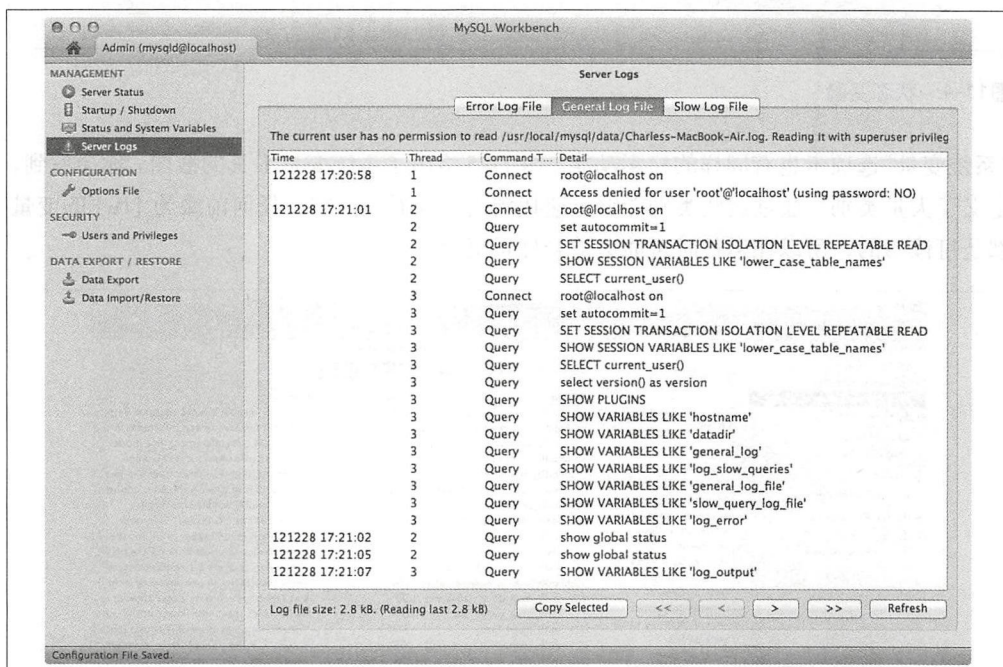 MySQL Workbench
Admin (mysqld@localhost)
MANAGEMENT
Server Status
Startup / Shutdown
Status and System Variables
Server Logs
CONFIGURATION
Options File
SECURITY
Users and Privileges
DATA EXPORT / RESTORE
Data Export
Data Import/Restore
Server Logs
Error Log File General Log File Slow Log File
The current user has no permission to read /usr/local/mysql/data/Charless-MacBook-Air.log. Reading it with superuser privileg
Time Thread Command T... Detail
121228 17:20:58 1 Connect root@localhost on
1 Connect Access denied for user 'root'@'localhost' (using password: NO)
121228 17:21:01 2 Connect root@localhost on
2 Query set autocommit=1
2 Query SET SESSION TRANSACTION ISOLATION LEVEL REPEATABLE READ
2 Query SHOW SESSION VARIABLES LIKE 'lower_case_table_names'
2 Query SELECT current_user()
3 Connect root@localhost on
3 Query set autocommit=1
3 Query SET SESSION TRANSACTION ISOLATION LEVEL REPEATABLE READ
3 Query SHOW SESSION VARIABLES LIKE 'lower_case_table_names'
3 Query SELECT current_user()
3 Query select version() as version
3 Query SHOW PLUGINS
3 Query SHOW VARIABLES LIKE 'hostname'
3 Query SHOW VARIABLES LIKE 'datadir'
3 Query SHOW VARIABLES LIKE 'general_log'
3 Query SHOW VARIABLES LIKE 'log_slow_queries'
3 Query SHOW VARIABLES LIKE 'general_log_file'
3 Query SHOW VARIABLES LIKE 'slow_query_log_file'
3 Query SHOW VARIABLES LIKE 'log_error'
121228 17:21:02 2 Query show global status
121228 17:21:05 2 Query show global status
121228 17:21:07 3 Query SHOW VARIABLES LIKE 'log_output'
Log file size: 2.8 kB. (Reading last 2.8 kB) Copy Selected << < > >> Refresh
Configuration File Saved.